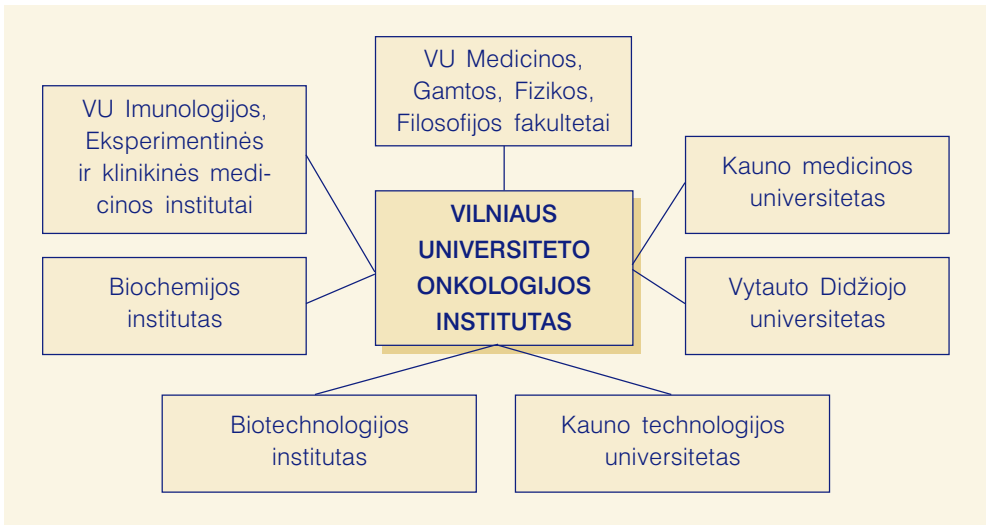 VU Medicinos,
Gamtos, Fizikos,
Filosofijos fakultetai
VU Imunologijos,
Eksperimentinės
ir klinikinės medi-
cinos institutai
Kauno medicinos
universitetas
VILNIAUS
UNIVERSITETO
ONKOLOGIJOS
INSTITUTAS
Biochemijos
institutas
Vytauto Didžiojo
universitetas
Biotechnologijos
institutas
Kauno technologijos
universitetas